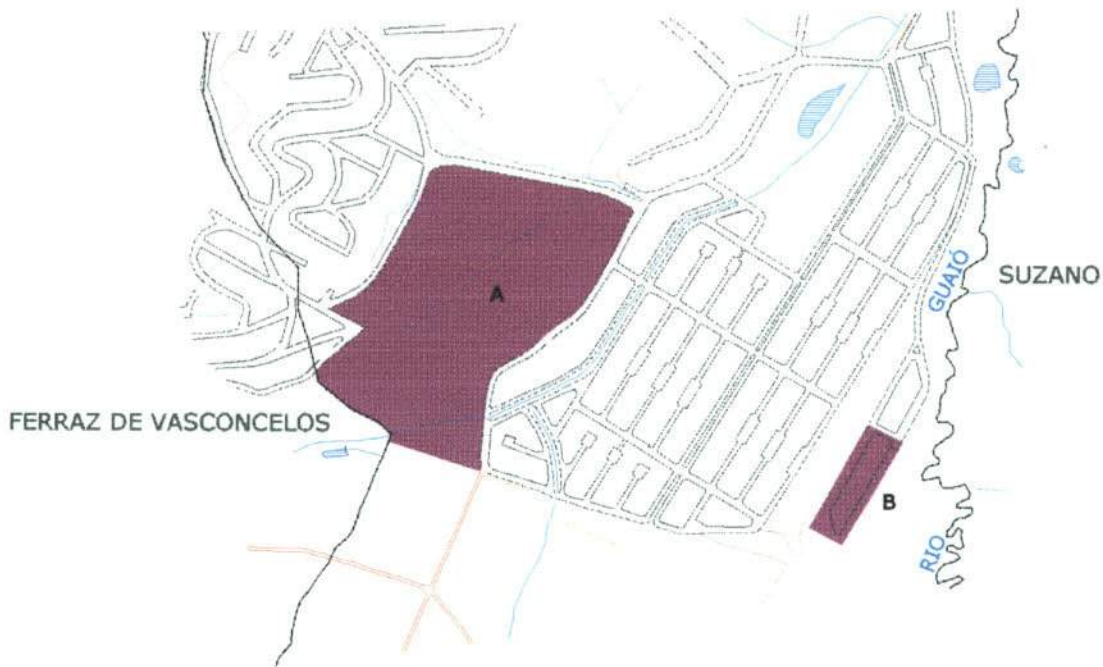 A
GUAIÓ
SUZANO
FERRAZ DE VASCONCELOS
B
RIO